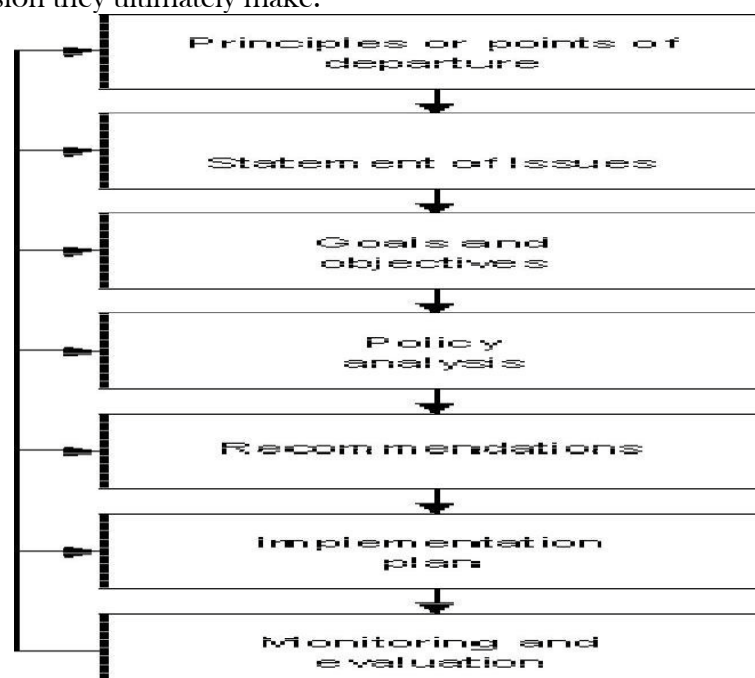 sion they ultimately make.
Principles or points of
departure
Statement of Issues
Goals and
objectives
Policy
analysis
Recommendations
Implementation
plan
Monitoring and
evaluation